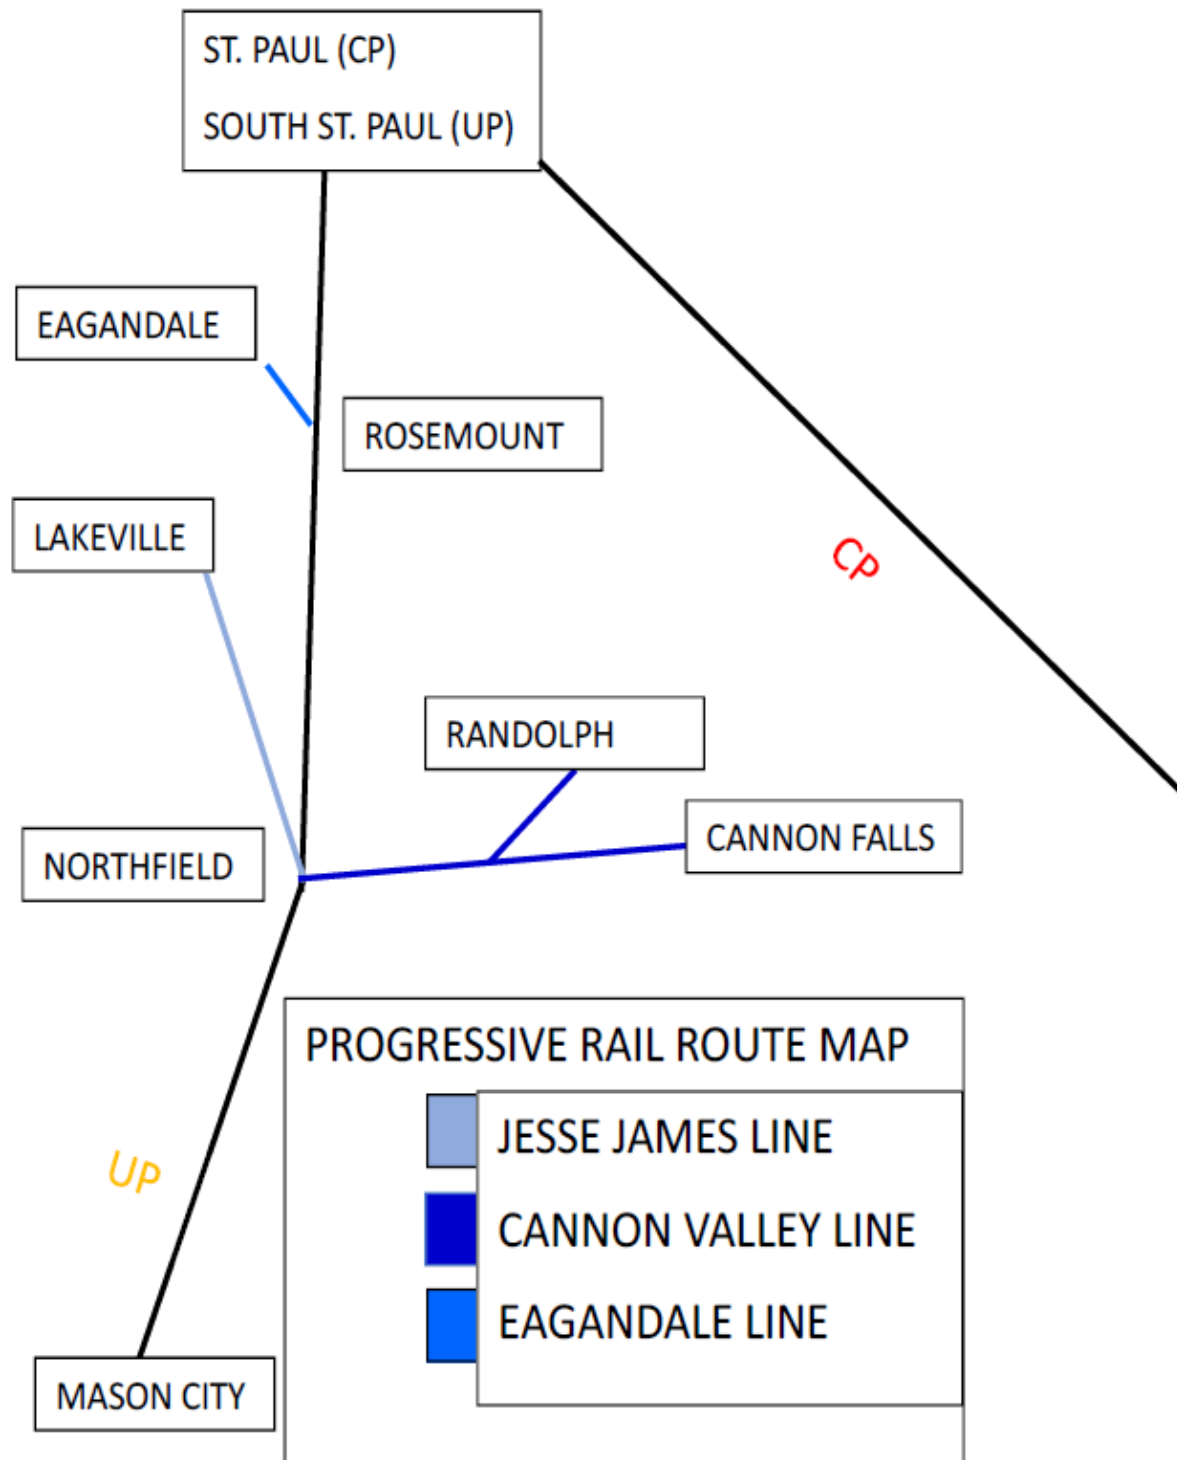 ST. PAUL (CP)
SOUTH ST. PAUL (UP)
EAGANDALE
ROSEMOUNT
LAKEVILLE
CP
RANDOLPH
CANNON FALLS
NORTHFIELD
PROGRESSIVE RAIL ROUTE MAP
JESSE JAMES LINE
UP
CANNON VALLEY LINE
EAGANDALE LINE
MASON CITY